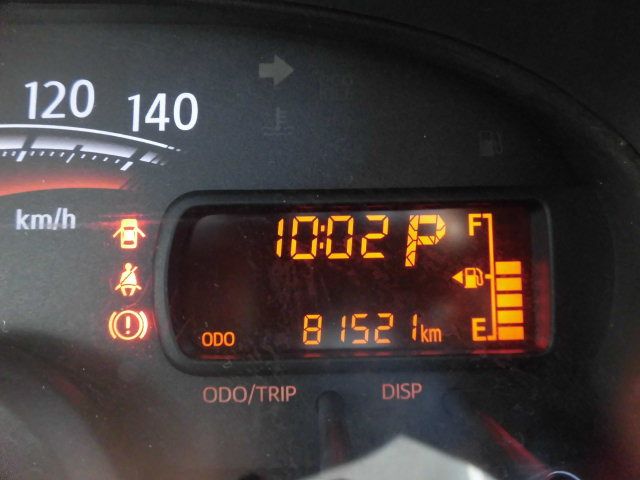 120 140
km/h
10:02 P F
ODO 81521 km E
ODO/TRIP DISP